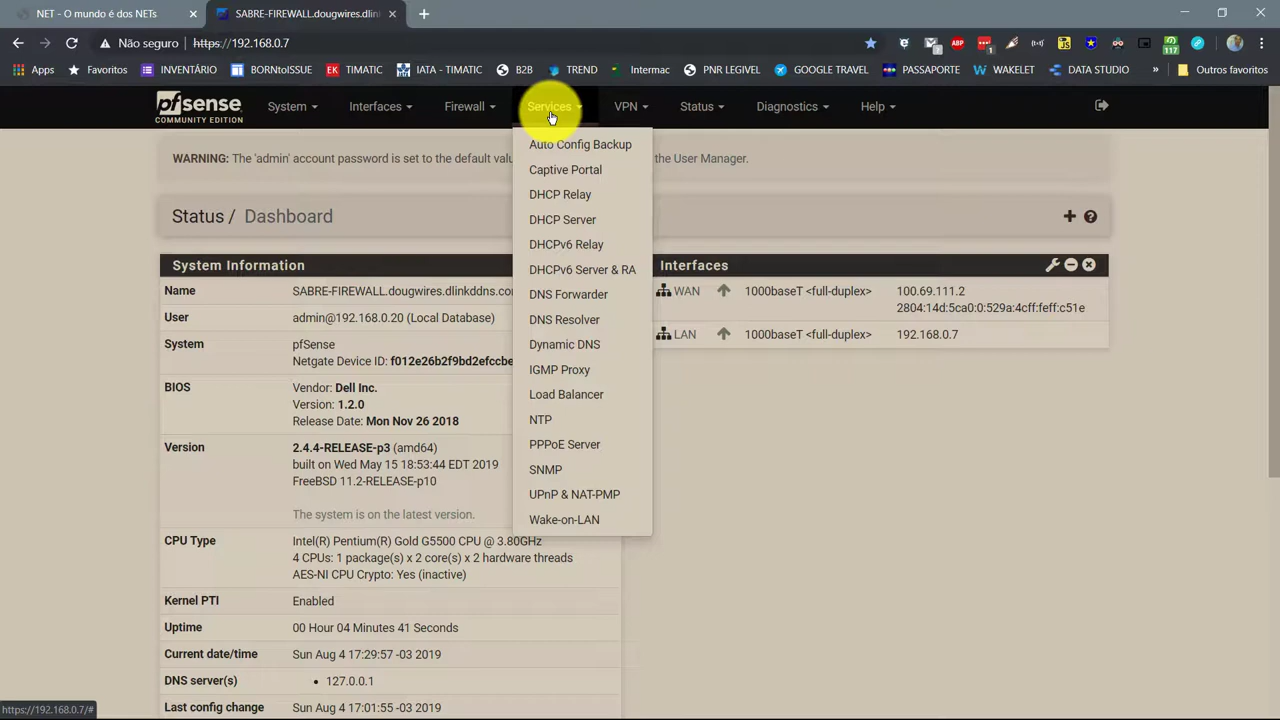 NET - O mundo é dos NETs
SABRE-FIREWALL.dougwires.dlin
Não seguro https://192.168.0.7
Apps Favoritos INVENTÁRIO BORNtoISSUE TIMATIC IATA - TIMATIC B2B TREND Intermac PNR LEGIVEL GOOGLE TRAVEL PASSAPORTE WAKELET DATA STUDIO » Outros favoritos
pfsense
COMMUNITY EDITION
System Interfaces Firewall Services VPN Status Diagnostics Help
WARNING: The 'admin' account password is set to the default valu
the User Manager.
Status / Dashboard
Auto Config Backup
Captive Portal
DHCP Relay
DHCP Server
DHCPv6 Relay
DHCPv6 Server & RA
DNS Forwarder
DNS Resolver
Dynamic DNS
IGMP Proxy
Load Balancer
NTP
PPPoE Server
SNMP
UPnP & NAT-PMP
Wake-on-LAN
System Information
Name SABRE-FIREWALL.dougwires.dlinkddns.co
User admin@192.168.0.20 (Local Database)
System pfSense
Netgate Device ID: f012e26b2f9bd2efccbe
BIOS Vendor: Dell Inc.
Version: 1.2.0
Release Date: Mon Nov 26 2018
Version 2.4.4-RELEASE-p3 (amd64)
built on Wed May 15 18:53:44 EDT 2019
FreeBSD 11.2-RELEASE-p10
The system is on the latest version.
CPU Type Intel(R) Pentium(R) Gold G5500 CPU @ 3.80GHz
4 CPUs: 1 package(s) x 2 core(s) x 2 hardware threads
AES-NI CPU Crypto: Yes (inactive)
Kernel PTI Enabled
Uptime 00 Hour 04 Minutes 41 Seconds
Current date/time Sun Aug 4 17:29:57 -03 2019
DNS server(s) • 127.0.0.1
Last config change Sun Aug 4 17:01:55 -03 2019
Interfaces
WAN 1000baseT <full-duplex> 100.69.111.2
2804:14d:5ca0:0:529a:4cff:feff:c51e
LAN 1000baseT <full-duplex> 192.168.0.7
https://192.168.0.7/#